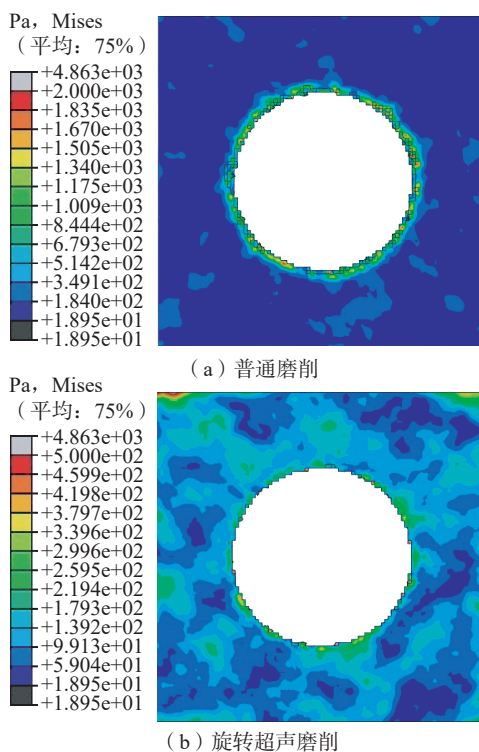 Pa，Mises
（平均：75%）
+4.863e+03
+2.000e+03
+1.835e+03
+1.670e+03
+1.505e+03
+1.340e+03
+1.175e+03
+1.009e+03
+8.444e+02
+6.793e+02
+5.142e+02
+3.491e+02
+1.840e+02
+1.895e+01
+1.895e+01
（a）普通磨削
Pa，Mises
（平均：75%）
+4.863e+03
+5.000e+02
+4.599e+02
+4.198e+02
+3.797e+02
+3.396e+02
+2.996e+02
+2.595e+02
+2.194e+02
+1.793e+02
+1.392e+02
+9.913e+01
+5.904e+01
+1.895e+01
+1.895e+01
（b）旋转超声磨削